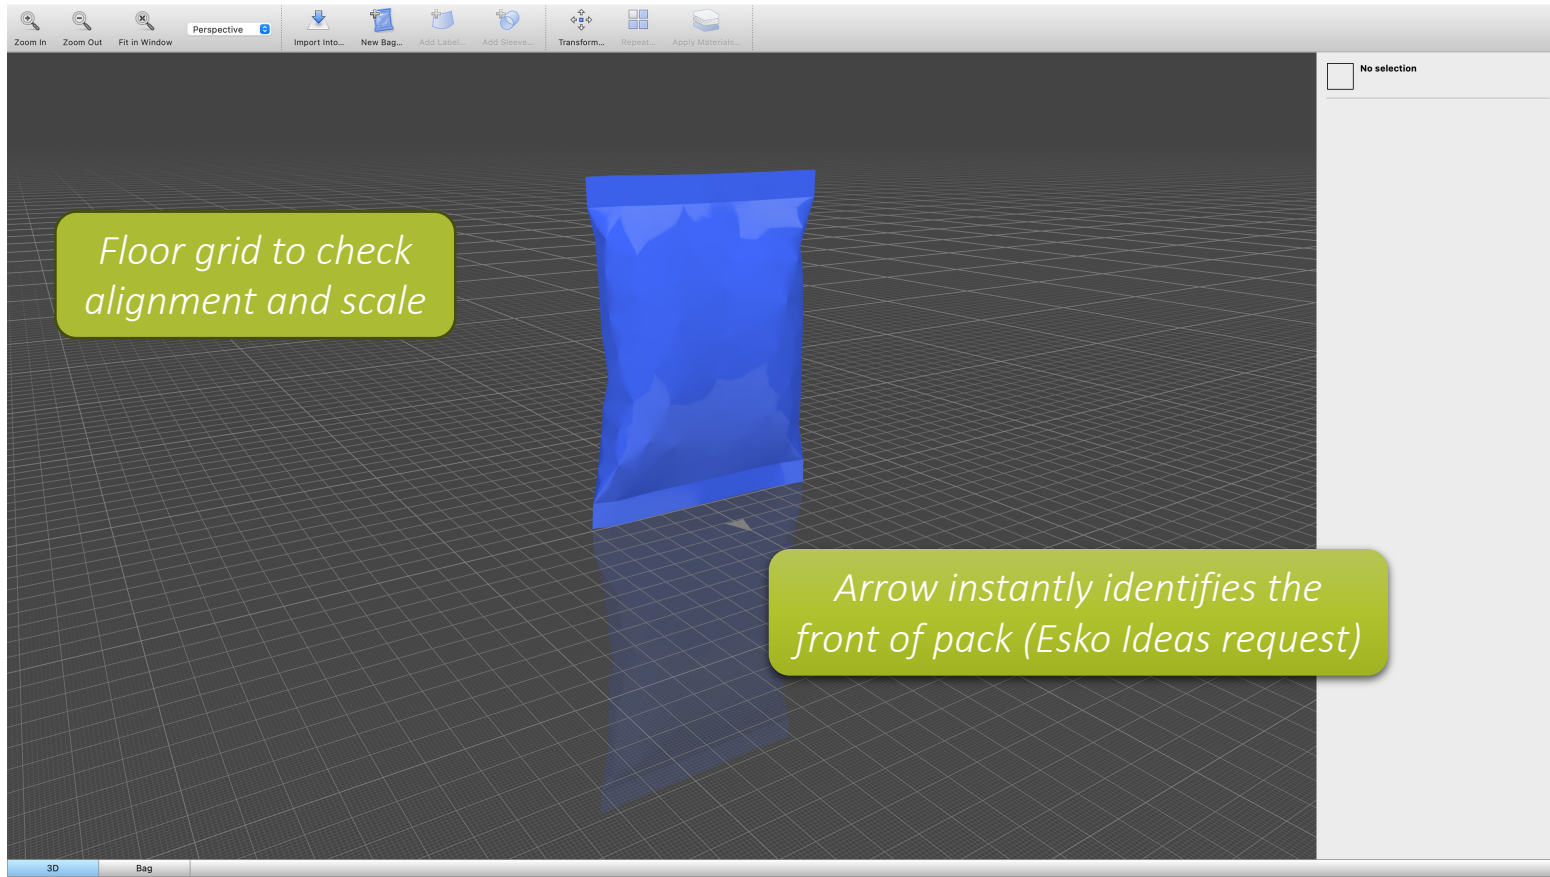 Zoom In
Zoom Out
Fit in Window
Perspective
Import Into...
New Bag...
Add Label...
Add Sleeve...
Transform...
Repeat...
Apply Materials...
No selection
Floor grid to check
alignment and scale
Arrow instantly identifies the
front of pack (Esko Ideas request)
3D
Bag